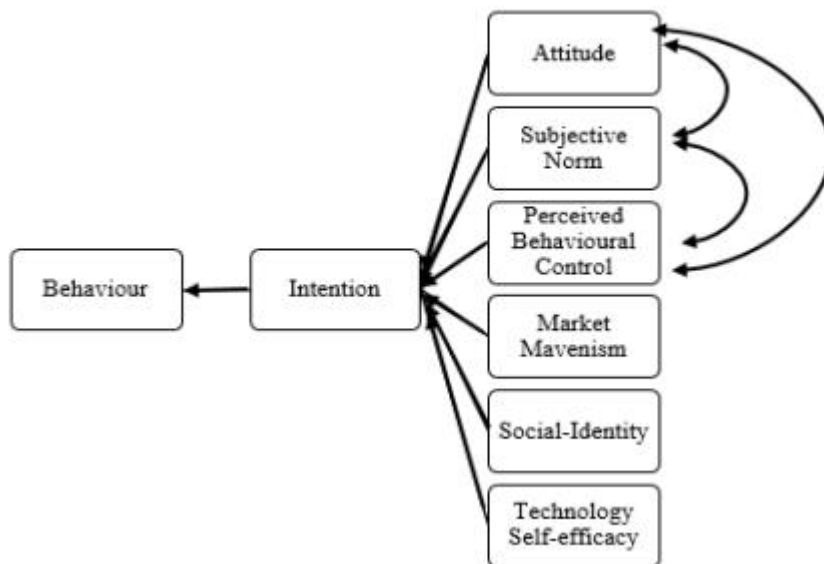 Attitude
Subjective
Norm
Perceived
Behavioural
Control
Behaviour
Intention
Market
Mavenism
Social-Identity
Technology
Self-efficacy